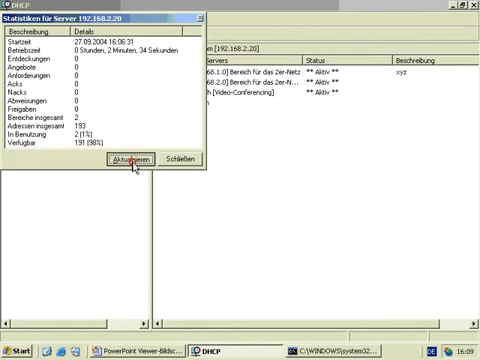 DHCP
Statistiken für Server 192.168.2.20
Beschreibung Details
Startzeit 27.09.2004 16:06:31
Betriebszeit 0 Stunden, 2 Minuten, 34 Sekunden
Entdeckungen 0
Angebote 0
Anforderungen 0
Acks 0
Nacks 0
Abweisungen 0
Freigaben 0
Bereiche insgesamt 2
Adressen insgesamt 193
In Benutzung 2 (1%)
Verfügbar 191 (98%)
Aktualisieren Schließen
om [192.168.2.20]
Servers Status Beschreibung
168.1.0] Bereich für das 1er-Netz ** Aktiv ** xyz
168.2.0] Bereich für das 2er-N... ** Aktiv **
[Video-Conferencing] ** Aktiv **
Start PowerPoint Viewer-Bildsc... DHCP C:\WINDOWS\system32... DE 16:09